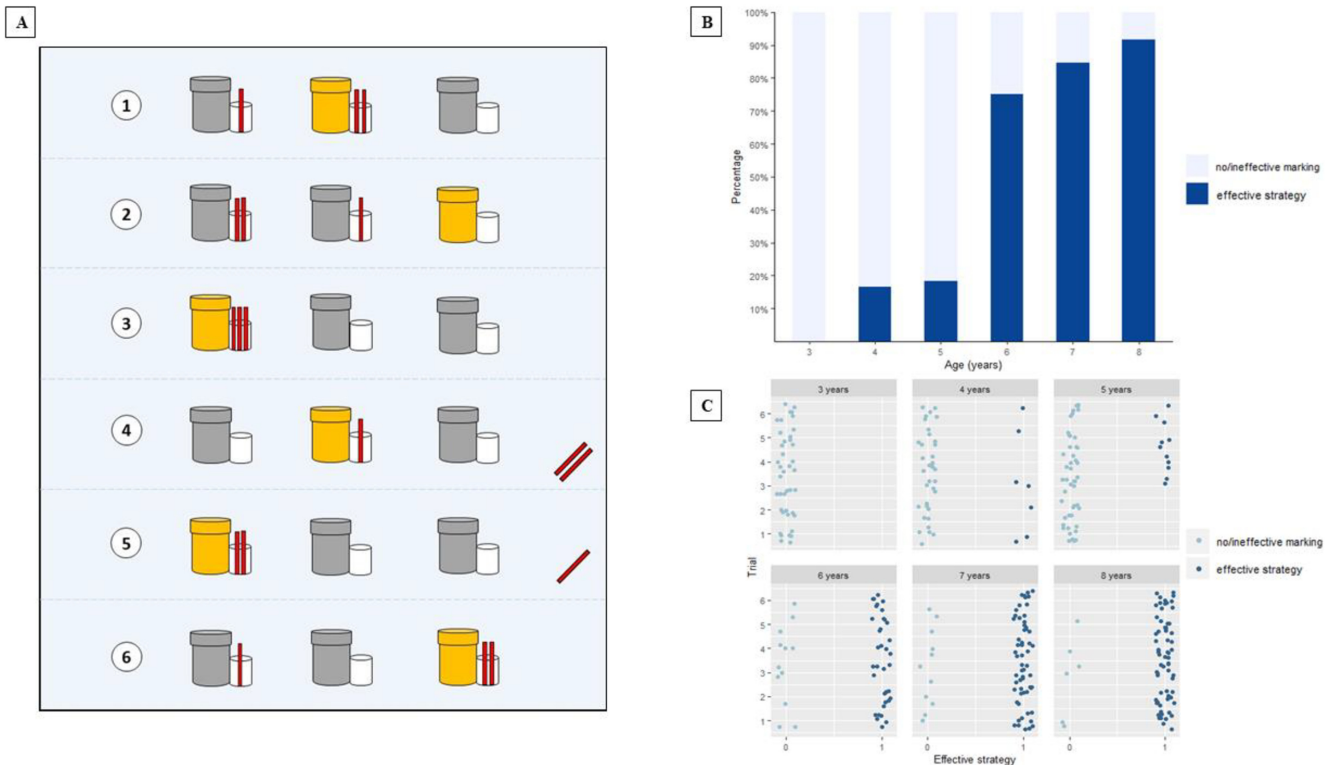 A
1
2
3
4
5
6
B
100%
90%
80%
70%
60%
50%
40%
30%
20%
10%
Percentage
3 4 5 6 7 8
Age (years)
no/ineffective marking
effective strategy
C
3 years 4 years 5 years
6
5
4
3
2
1
Trial
6 years 7 years 8 years
6
5
4
3
2
1
0 1 0 1 0 1
Effective strategy
no/ineffective marking
effective strategy